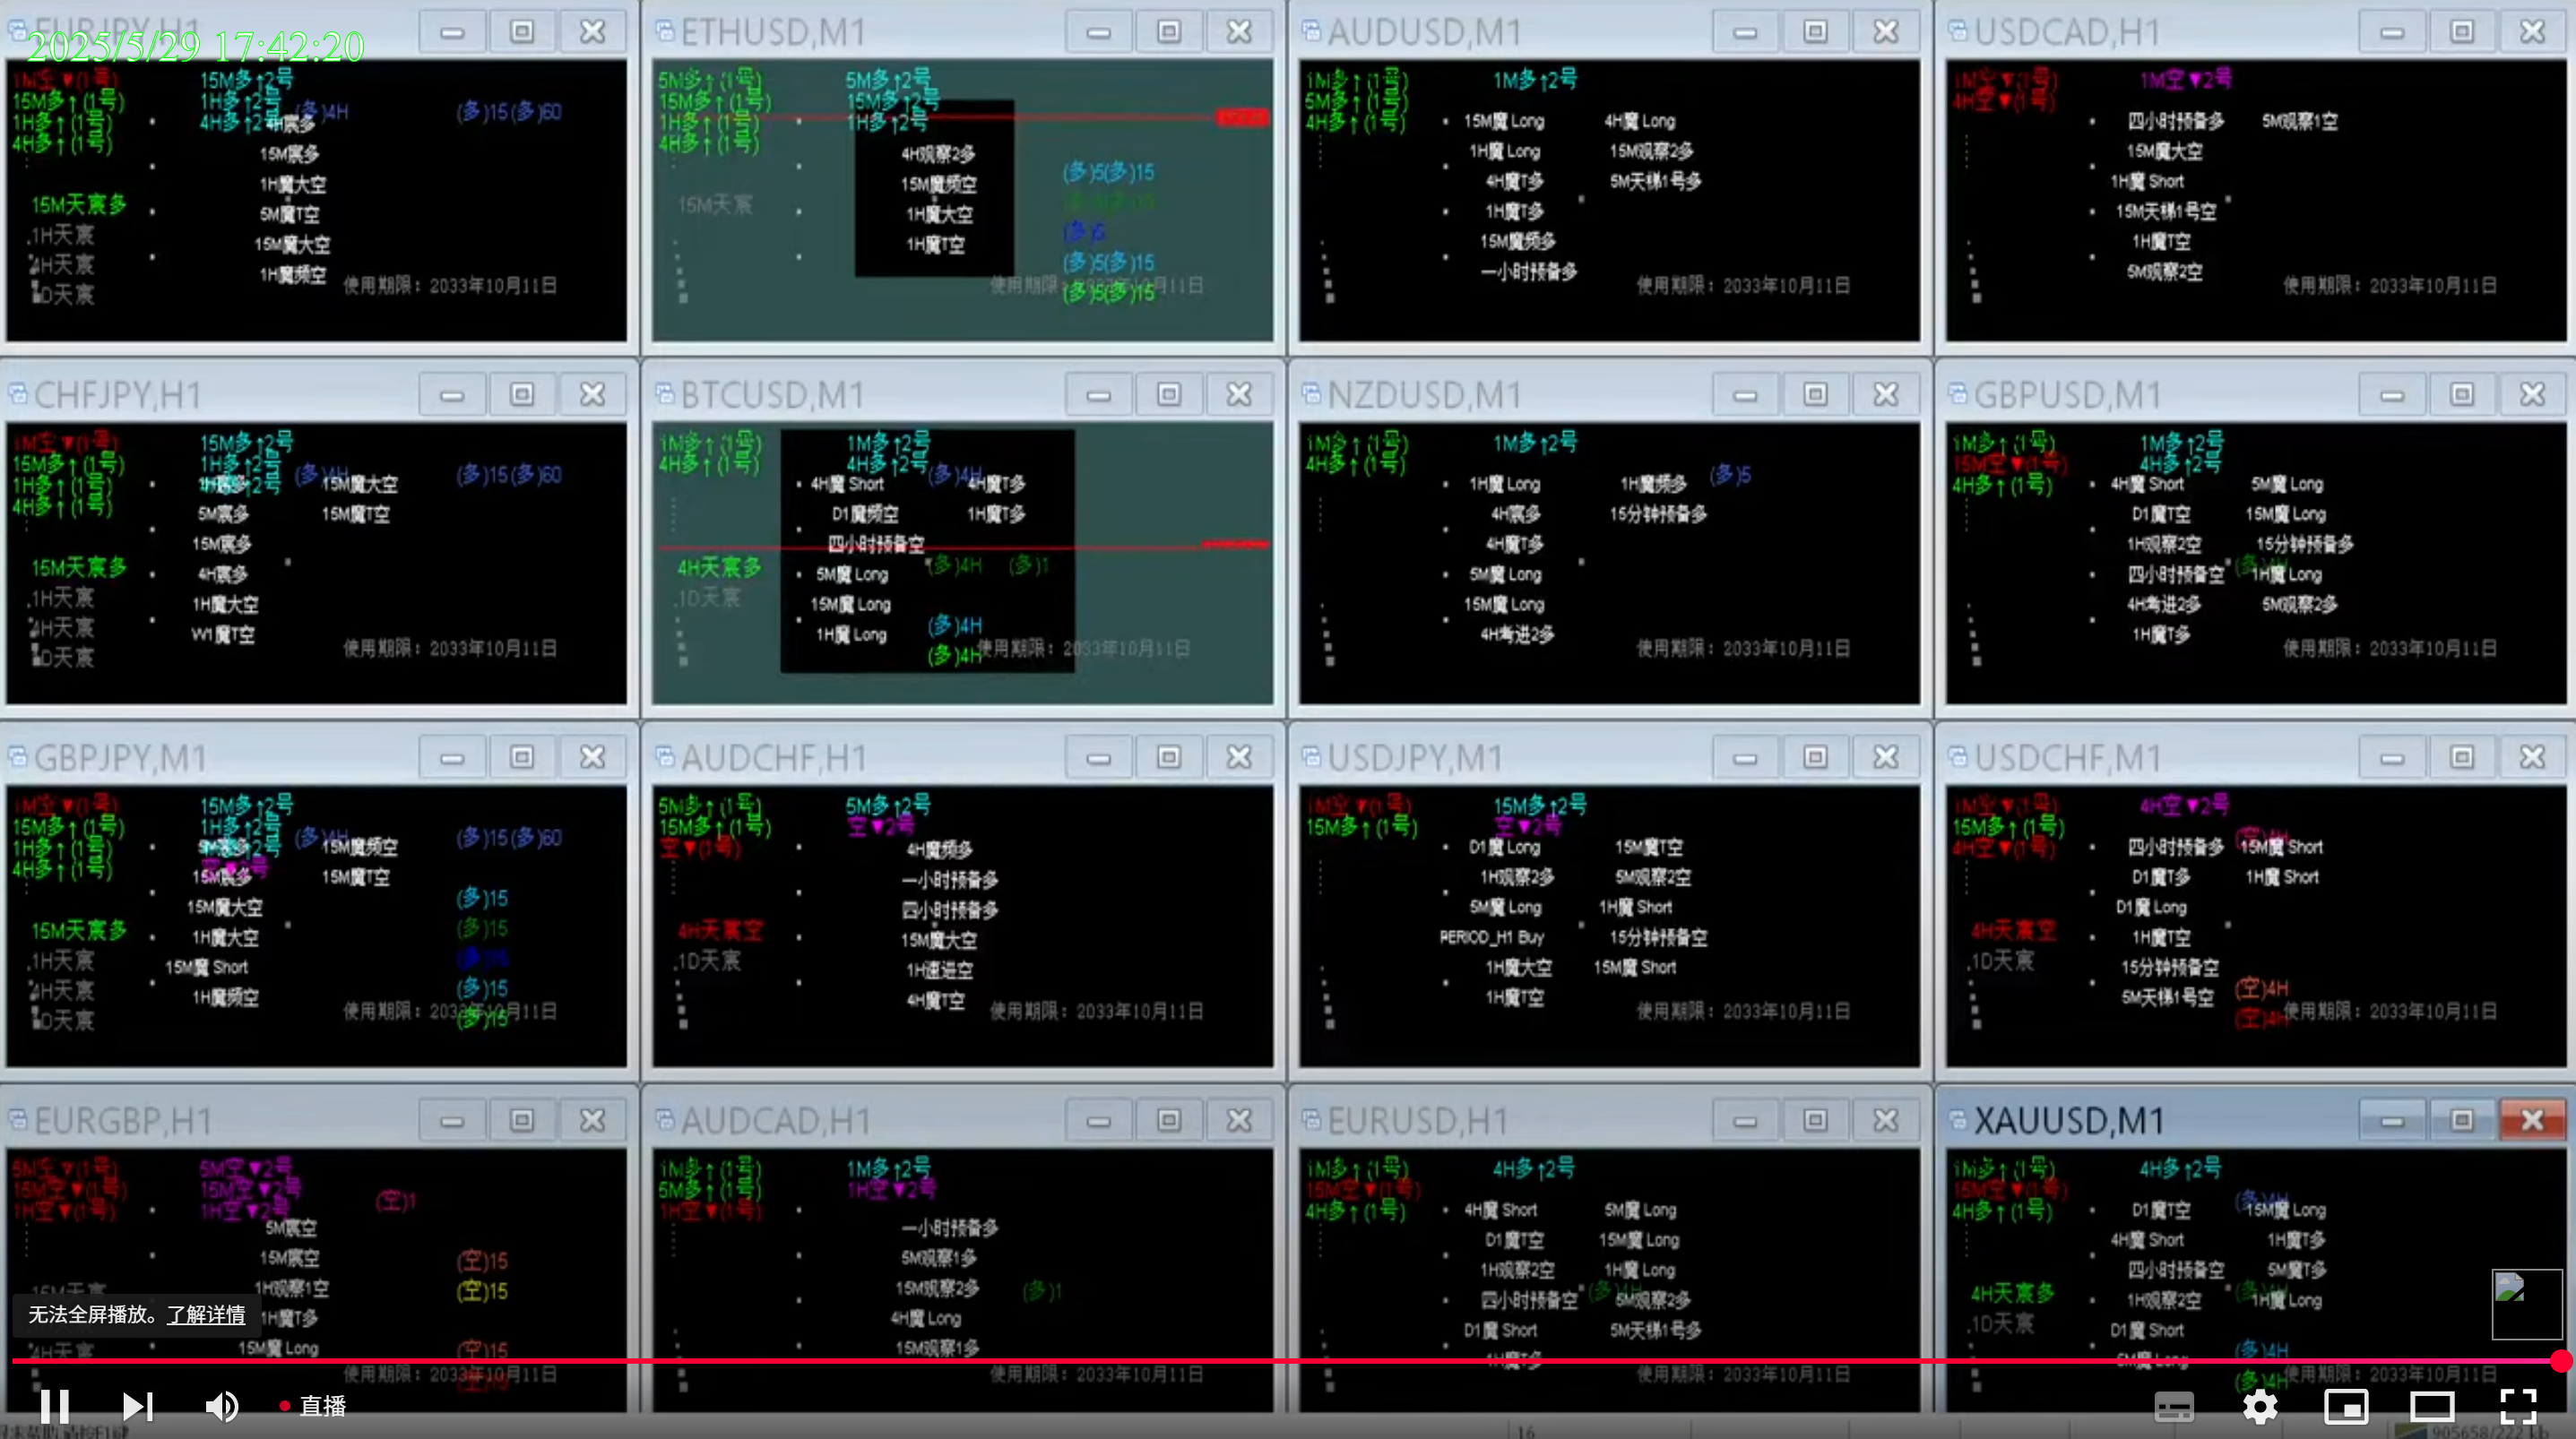 EURJPY,H1
2025/5/29 17:42:20
1M空▼(1号)
15M多↑(1号)
1H多↑(1号)
4H多↑(1号)
15M多↑2号
1H多↑2号
4H多↑2号
(多)4H
(多)15(多)60
4H宸多
15M宸多
1H魔大空
5M魔T空
15M魔大空
1H魔频空
15M天宸多
1H天宸
4H天宸
D天宸
使用期限：2033年10月11日
ETHUSD,M1
5M多↑(1号)
15M多↑(1号)
1H多↑(1号)
4H多↑(1号)
5M多↑2号
15M多↑2号
1H多↑2号
4H观察2多
15M魔频空
1H魔大空
1H魔T空
15M天宸
(多)5(多)15
(多)5
(多)5(多)15
(多)5(多)15
使用期限：2033年10月11日
AUDUSD,M1
1M多↑(1号)
5M多↑(1号)
4H多↑(1号)
1M多↑2号
15M魔 Long 4H魔 Long
1H魔 Long 15M观察2多
4H魔T多 5M天梯1号多
1H魔T多
15M魔频多
一小时预备多
使用期限：2033年10月11日
USDCAD,H1
1M空▼(1号)
4H空▼(1号)
1M空▼2号
四小时预备多 5M观察1空
15M魔大空
1H魔 Short
15M天梯1号空
1H魔T空
5M观察2空
使用期限：2033年10月11日
CHFJPY,H1
1M空▼(1号)
15M多↑(1号)
1H多↑(1号)
4H多↑(1号)
15M多↑2号
1H多↑2号
(多)4H
(多)15(多)60
1H宸多 15M魔大空
5M宸多 15M魔T空
15M宸多
4H宸多
1H魔大空
W1魔T空
15M天宸多
1H天宸
4H天宸
D天宸
使用期限：2033年10月11日
BTCUSD,M1
1M多↑(1号)
4H多↑(1号)
1M多↑2号
4H多↑2号
(多)4H
4H魔 Short 4H魔T多
D1魔频空 1H魔T多
四小时预备空
5M魔 Long
15M魔 Long
1H魔 Long
4H天宸多
1D天宸
(多)4H (多)1
(多)4H
(多)4H
使用期限：2033年10月11日
NZDUSD,M1
1M多↑(1号)
4H多↑(1号)
1M多↑2号
1H魔 Long 1H魔频多 (多)5
4H宸多 15分钟预备多
4H魔T多
5M魔 Long
15M魔 Long
4H考进2多
使用期限：2033年10月11日
GBPUSD,M1
1M多↑(1号)
15M空▼(1号)
4H多↑(1号)
1M多↑2号
4H多↑2号
4H魔 Short 5M魔 Long
D1魔T空 15M魔 Long
1H观察2空 15分钟预备多
四小时预备空 1H魔 Long
4H考进2多 5M观察2多
1H魔T多
使用期限：2033年10月11日
GBPJPY,M1
1M空▼(1号)
15M多↑(1号)
1H多↑(1号)
4H多↑(1号)
15M多↑2号
1H多↑2号
空▼2号
(多)4H
(多)15(多)60
5M宸多 15M魔频空
15M宸多 15M魔T空
15M魔大空
1H魔大空
15M魔 Short
1H魔频空
15M天宸多
1H天宸
4H天宸
D天宸
(多)15
(多)15
(多)15
(多)15
(多)15
使用期限：2033年10月11日
AUDCHF,H1
5M多↑(1号)
15M多↑(1号)
空▼(1号)
5M多↑2号
空▼2号
4H魔频多
一小时预备多
四小时预备多
15M魔大空
1H速进空
4H魔T空
4H天宸空
1D天宸
使用期限：2033年10月11日
USDJPY,M1
1M空▼(1号)
15M多↑(1号)
15M多↑2号
空▼2号
D1魔 Long 15M魔T空
1H观察2多 5M观察2空
5M魔 Long 1H魔 Short
PERIOD_H1 Buy 15分钟预备空
1H魔大空 15M魔 Short
1H魔T空
使用期限：2033年10月11日
USDCHF,M1
1M空▼(1号)
15M多↑(1号)
4H空▼(1号)
4H空▼2号
(空)4H
四小时预备多 15M魔 Short
D1魔T多 1H魔 Short
D1魔 Long
1H魔T空
15分钟预备空
5M天梯1号空
4H天宸空
1D天宸
(空)4H
(空)4H
使用期限：2033年10月11日
EURGBP,H1
5M空▼(1号)
15M空▼(1号)
1H空▼(1号)
5M空▼2号
15M空▼2号
1H空▼2号
(空)1
5M宸空
15M宸空
1H观察1空
1H魔T多
15M魔 Long
15M天宸
4H天宸
(空)15
(空)15
(空)15
使用期限：2033年10月11日
AUDCAD,H1
1M多↑(1号)
5M多↑(1号)
1H空▼(1号)
1M多↑2号
1H空▼2号
一小时预备多
5M观察1多
15M观察2多
4H魔 Long
15M观察1多
(多)1
使用期限：2033年10月11日
EURUSD,H1
1M多↑(1号)
15M空▼(1号)
4H多↑(1号)
4H多↑2号
4H魔 Short 5M魔 Long
D1魔T空 15M魔 Long
1H观察2空 1H魔 Long
四小时预备空 5M观察2多
D1魔 Short 5M天梯1号多
1H魔T多
使用期限：2033年10月11日
XAUUSD,M1
1M多↑(1号)
15M空▼(1号)
4H多↑(1号)
4H多↑2号
(多)4H
D1魔T空 15M魔 Long
4H魔 Short 1H魔T多
四小时预备空 5M魔T多
1H观察2空 1H魔 Long
D1魔 Short
5M魔 Long
4H天宸多
1D天宸
(多)4H
(多)4H
使用期限：2033年10月11日
无法全屏播放。了解详情
直播
16
905658/222 kb